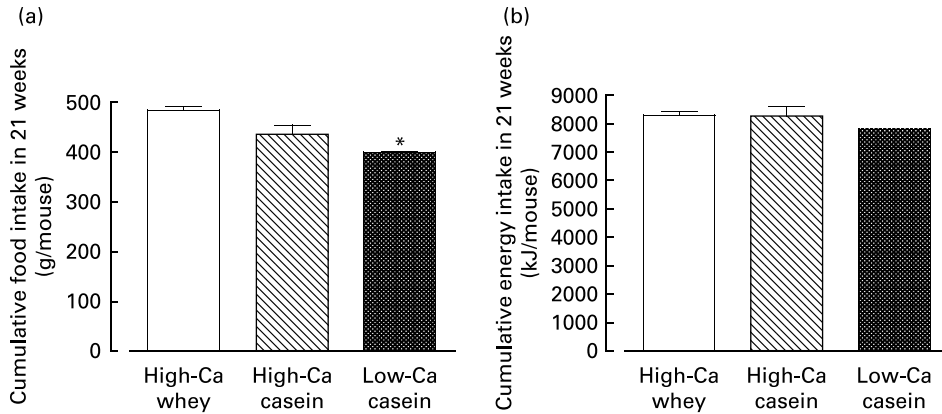 (a)
Cumulative food intake in 21 weeks
(g/mouse)
500
400
300
200
100
0
*
High-Ca
whey
High-Ca
casein
Low-Ca
casein
(b)
Cumulative energy intake in 21 weeks
(kJ/mouse)
9000
8000
7000
6000
5000
4000
3000
2000
1000
0
High-Ca
whey
High-Ca
casein
Low-Ca
casein